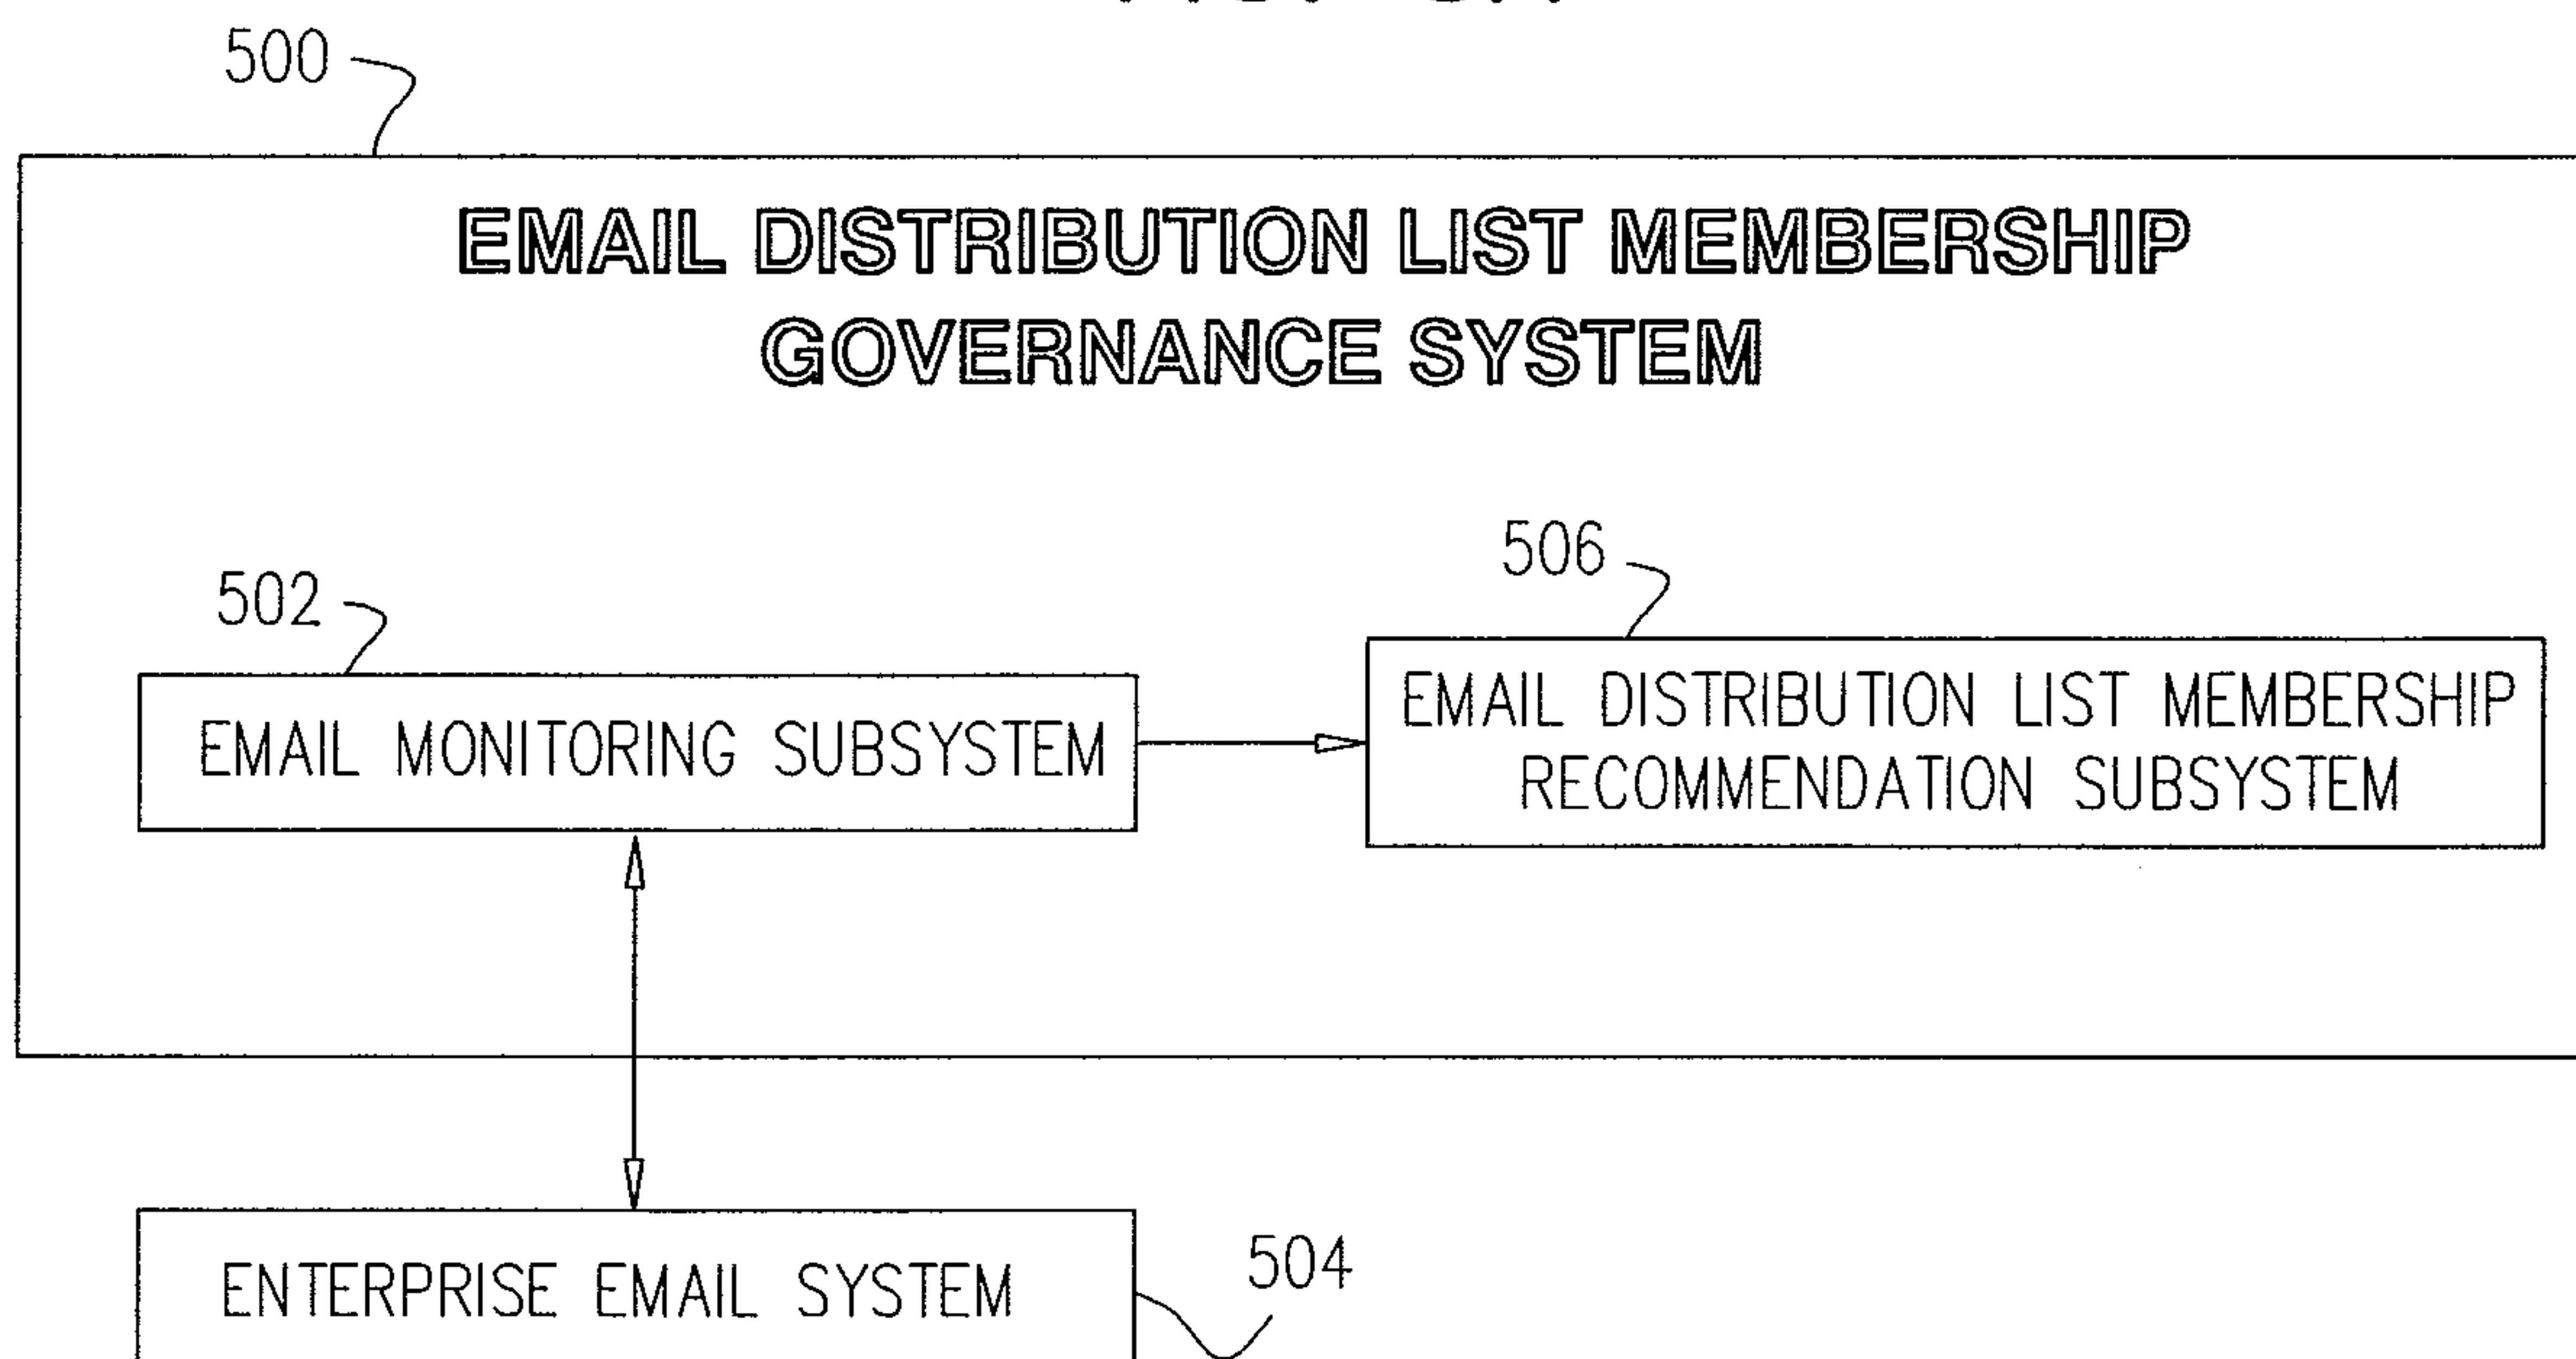 500
EMAIL DISTRIBUTION LIST MEMBERSHIP
GOVERNANCE SYSTEM
506
502
EMAIL DISTRIBUTION LIST MEMBERSHIP
RECOMMENDATION SUBSYSTEM
EMAIL MONITORING SUBSYSTEM
504
ENTERPRISE EMAIL SYSTEM